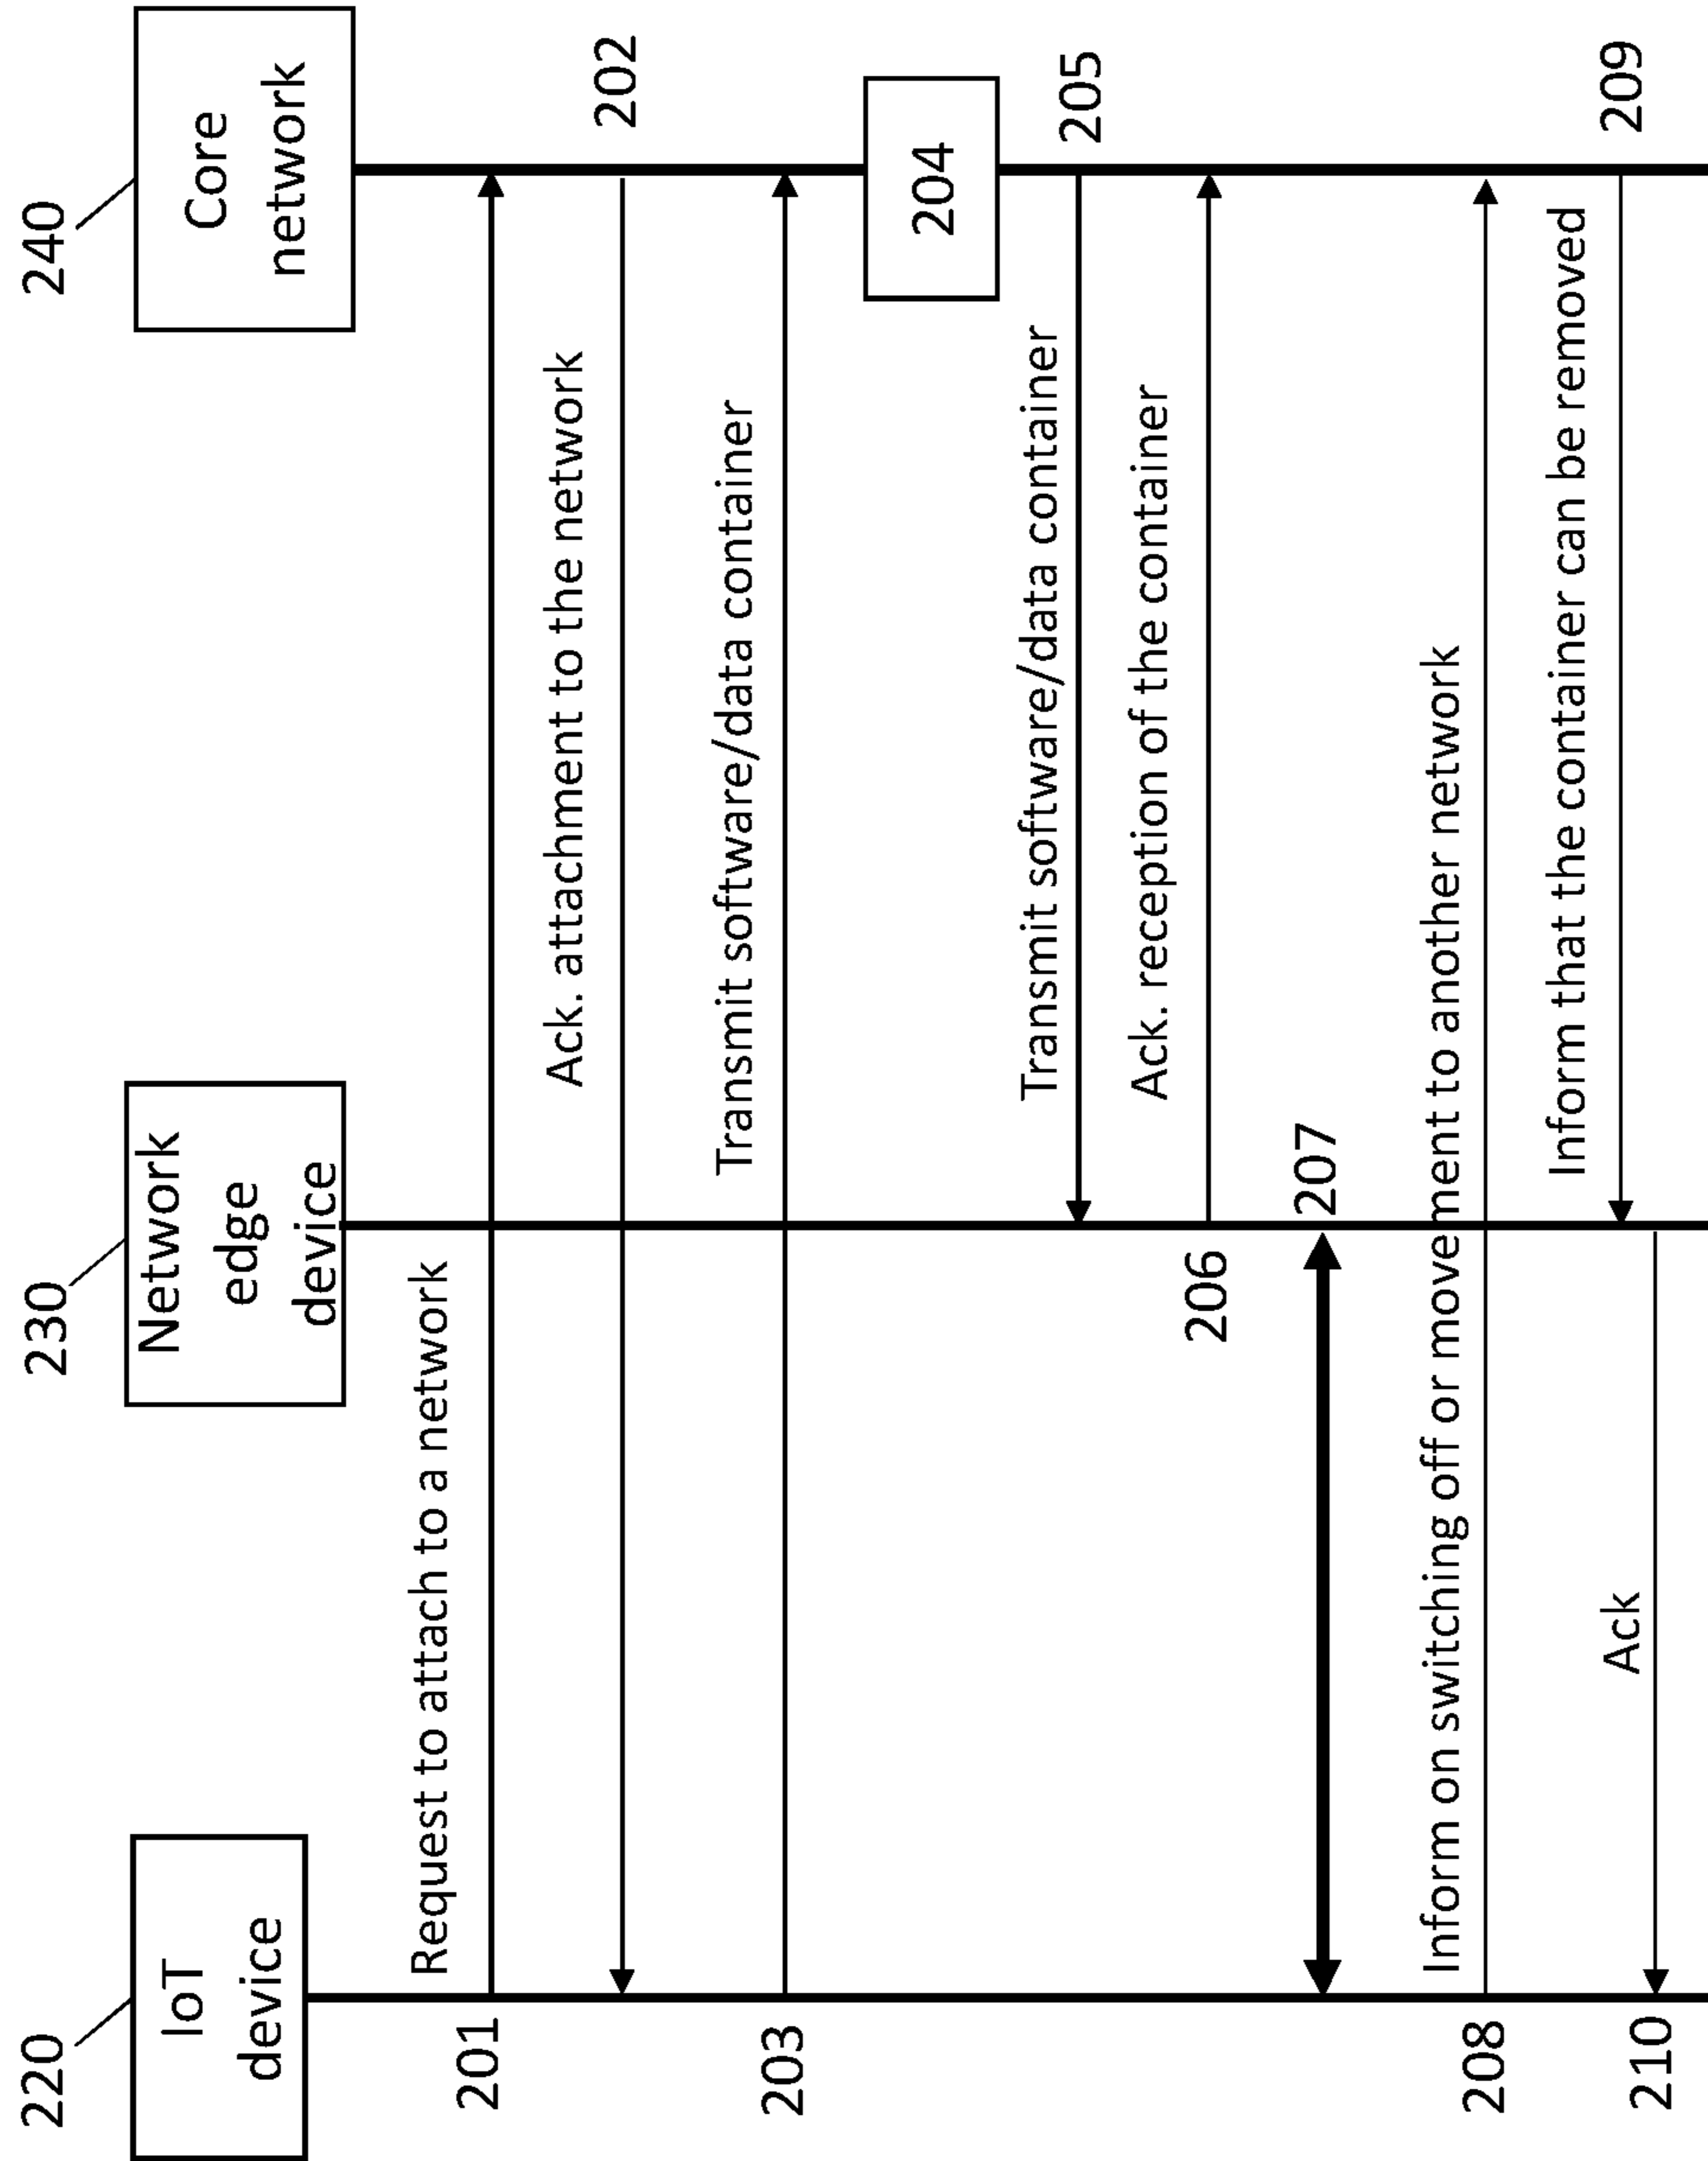 220
IoT
device
230
Network
edge
device
240
Core
network
Request to attach to a network
201
Ack. attachment to the network
202
Transmit software/data container
203
204
Transmit software/data container
205
Ack. reception of the container
206
207
Inform on switching off or movement to another network
208
Inform that the container can be removed
209
Ack
210